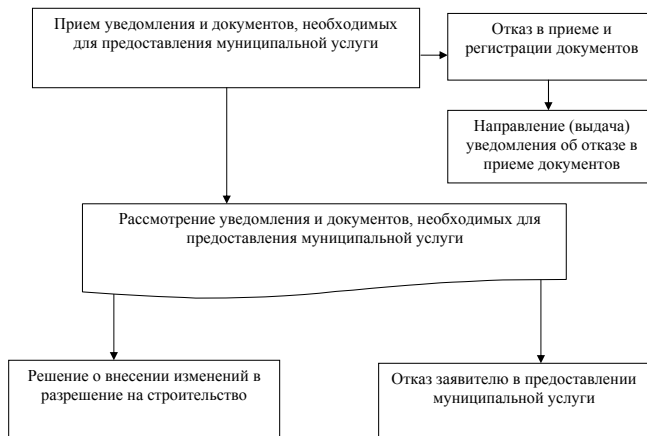 Прием уведомления и документов, необходимых
для предоставления муниципальной услуги
Отказ в приеме и
регистрации документов
Направление (выдача)
уведомления об отказе в
приеме документов
Рассмотрение уведомления и документов, необходимых для
предоставления муниципальной услуги
Решение о внесении изменений в
разрешение на строительство
Отказ заявителю в предоставлении
муниципальной услуги